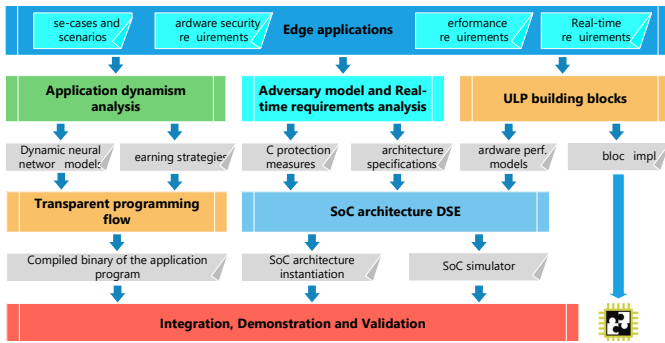 se-cases and
scenarios
ardware security
re uirements
Edge applications
erformance
re uirements
Real-time
re uirements
Application dynamism
analysis
Adversary model and Real-
time requirements analysis
ULP building blocks
Dynamic neural
networ models
earning strategies
C protection
measures
architecture
specifications
ardware perf.
models
bloc impl
Transparent programming
flow
SoC architecture DSE
Compiled binary of the application
program
SoC architecture
instantiation
SoC simulator
Integration, Demonstration and Validation